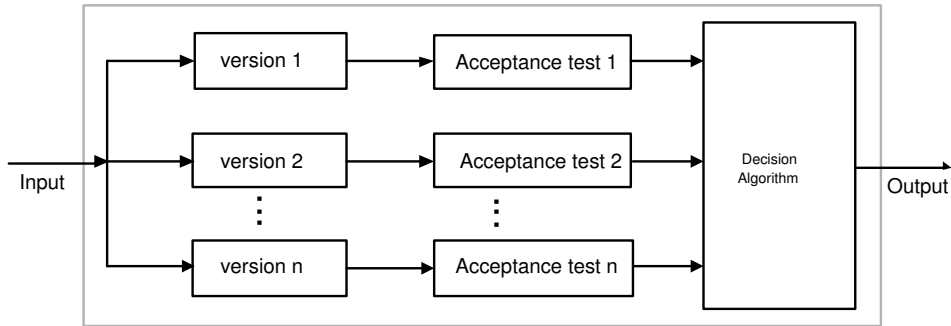 version 1
Acceptance test 1
version 2
Acceptance test 2
Decision
Algorithm
Input
Output
version n
Acceptance test n